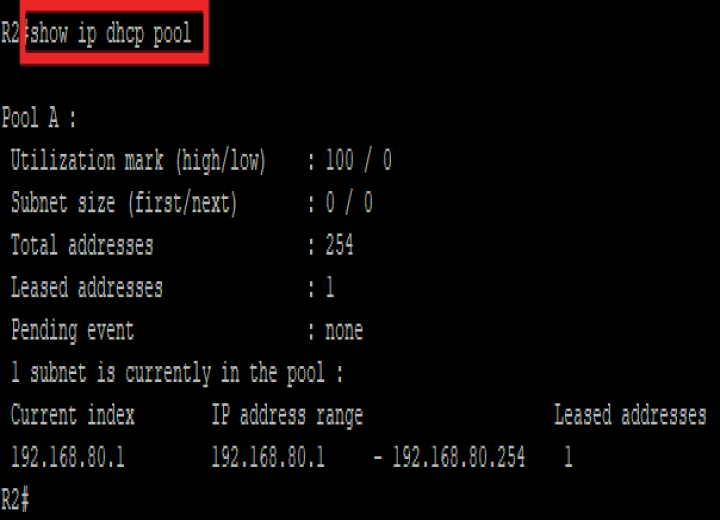 R2#show ip dhcp pool
Pool A :
Utilization mark (high/low) : 100 / 0
Subnet size (first/next) : 0 / 0
Total addresses : 254
Leased addresses : 1
Pending event : none
1 subnet is currently in the pool :
Current index IP address range Leased addresses
192.168.80.1 192.168.80.1 - 192.168.80.254 1
R2#